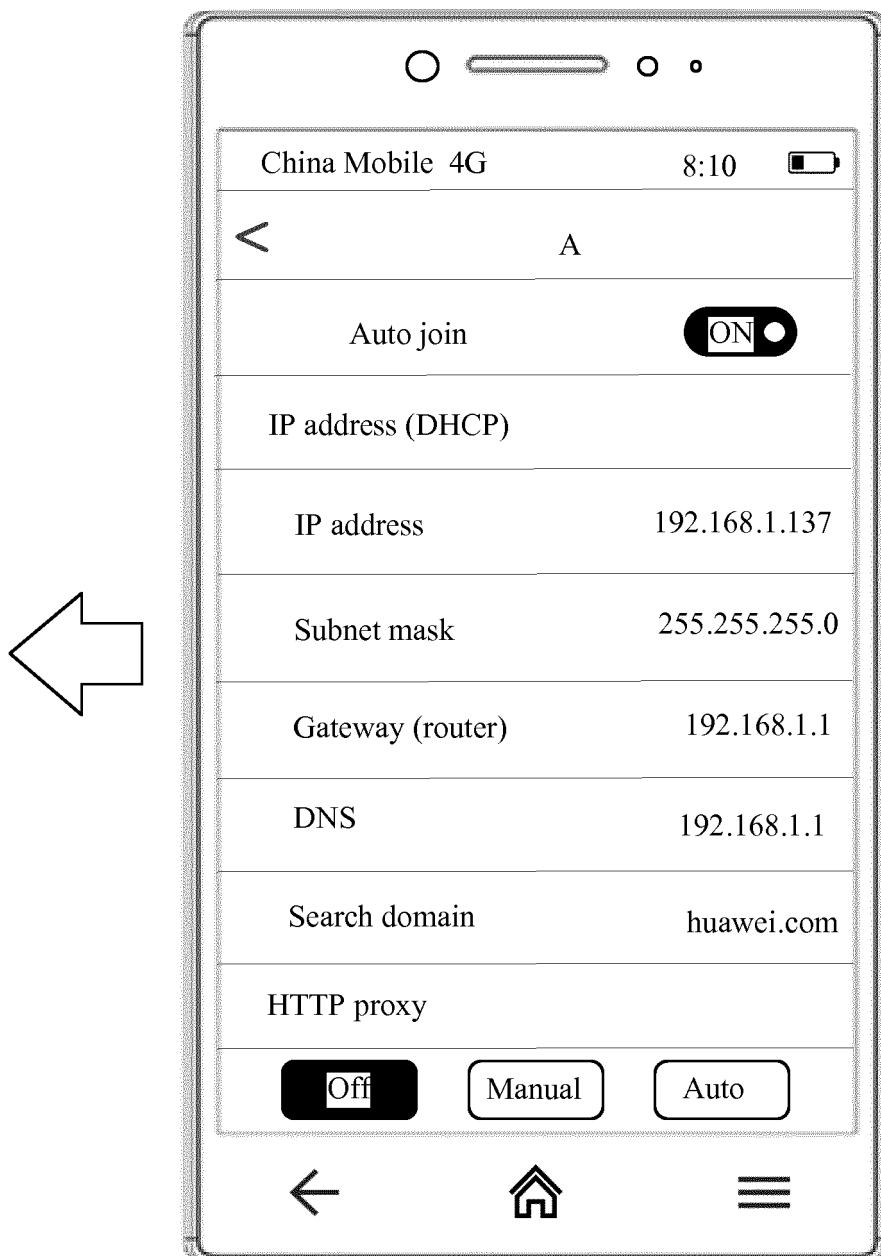 China Mobile 4G 8:10
< A
Auto join ON
IP address (DHCP)
IP address 192.168.1.137
Subnet mask 255.255.255.0
Gateway (router) 192.168.1.1
DNS 192.168.1.1
Search domain huawei.com
HTTP proxy
Off Manual Auto